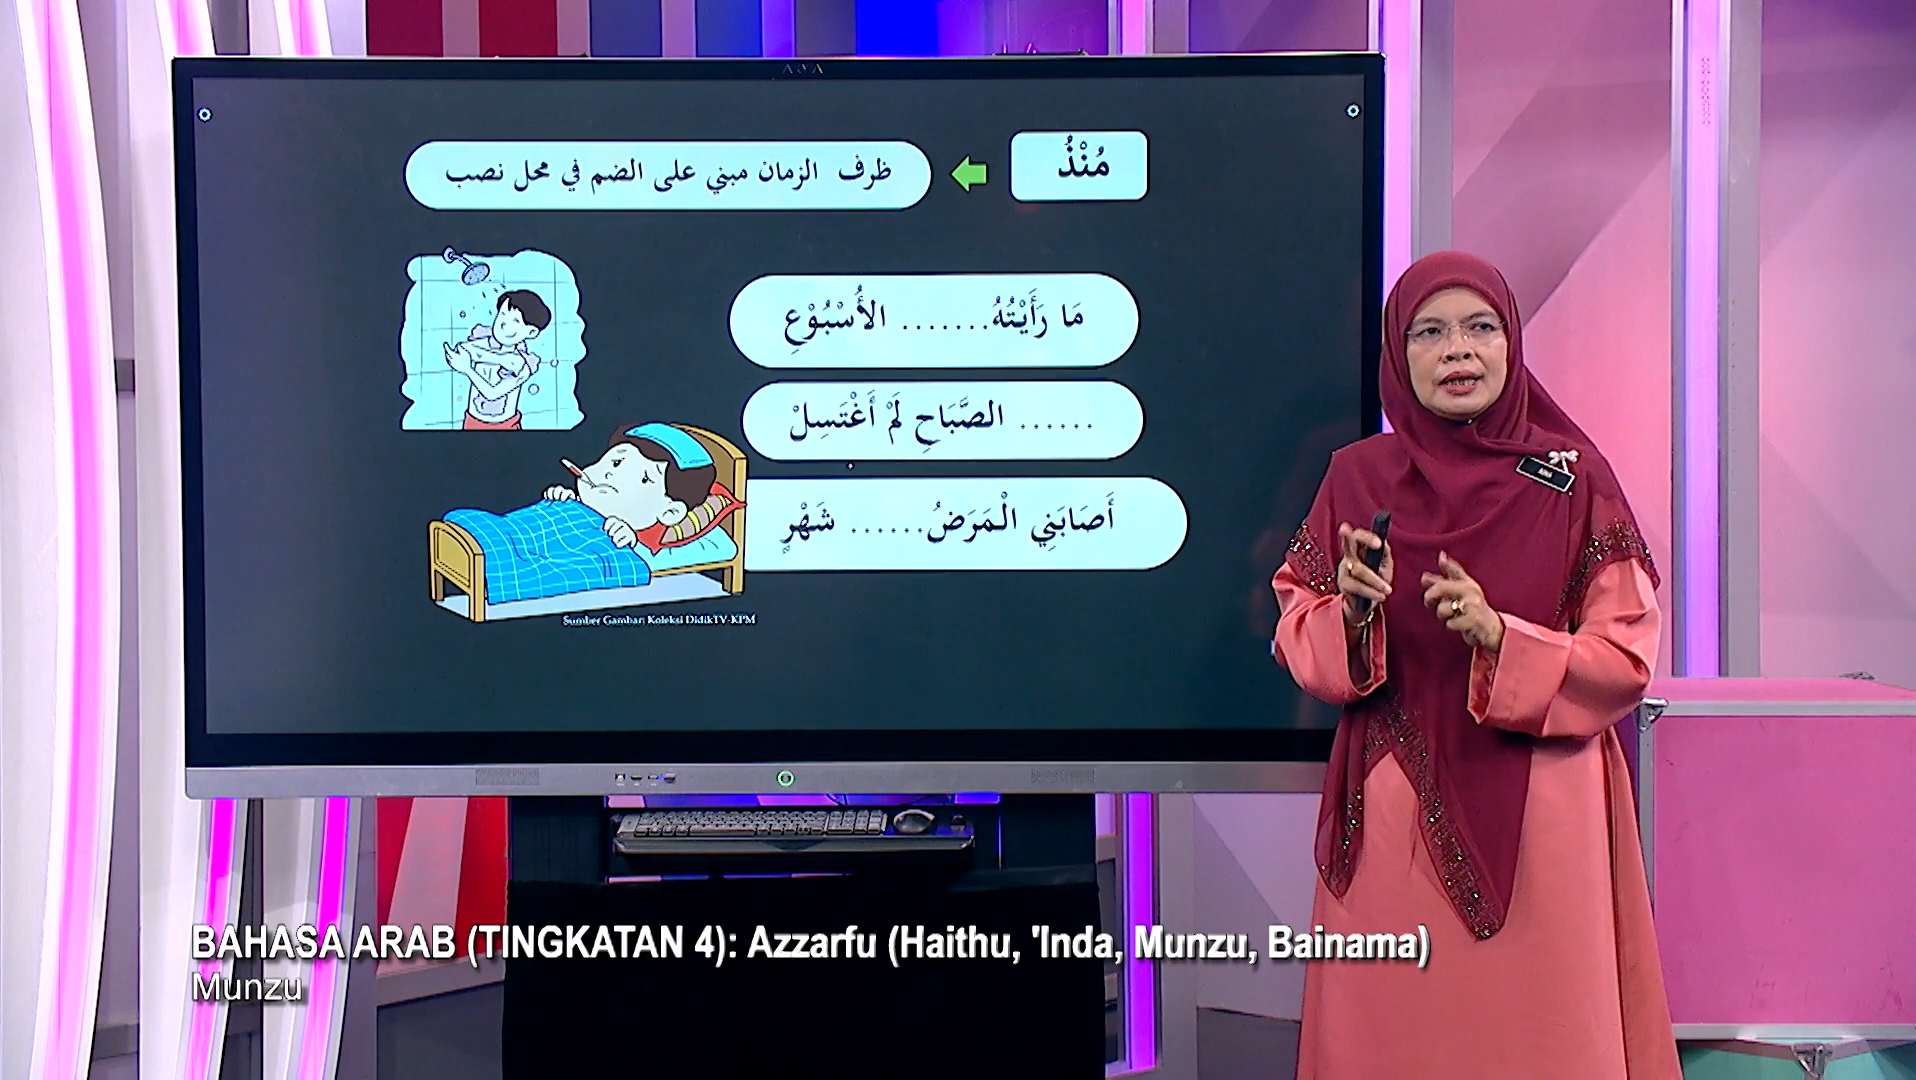 مُنْذُ
ظرف الزمان مبني على الضم في محل نصب
مَا رَأَيْتُهُ....... الأُسْبُوْعِ
...... الصَّبَاحِ لَمْ أَغْتَسِلْ
أَصَابَنِي الْمَرَضُ...... شَهْرٍ
Sumber Gambar: Koleksi DidikTV-KPM
BAHASA ARAB (TINGKATAN 4): Azzarfu (Haithu, 'Inda, Munzu, Bainama)
Munzu